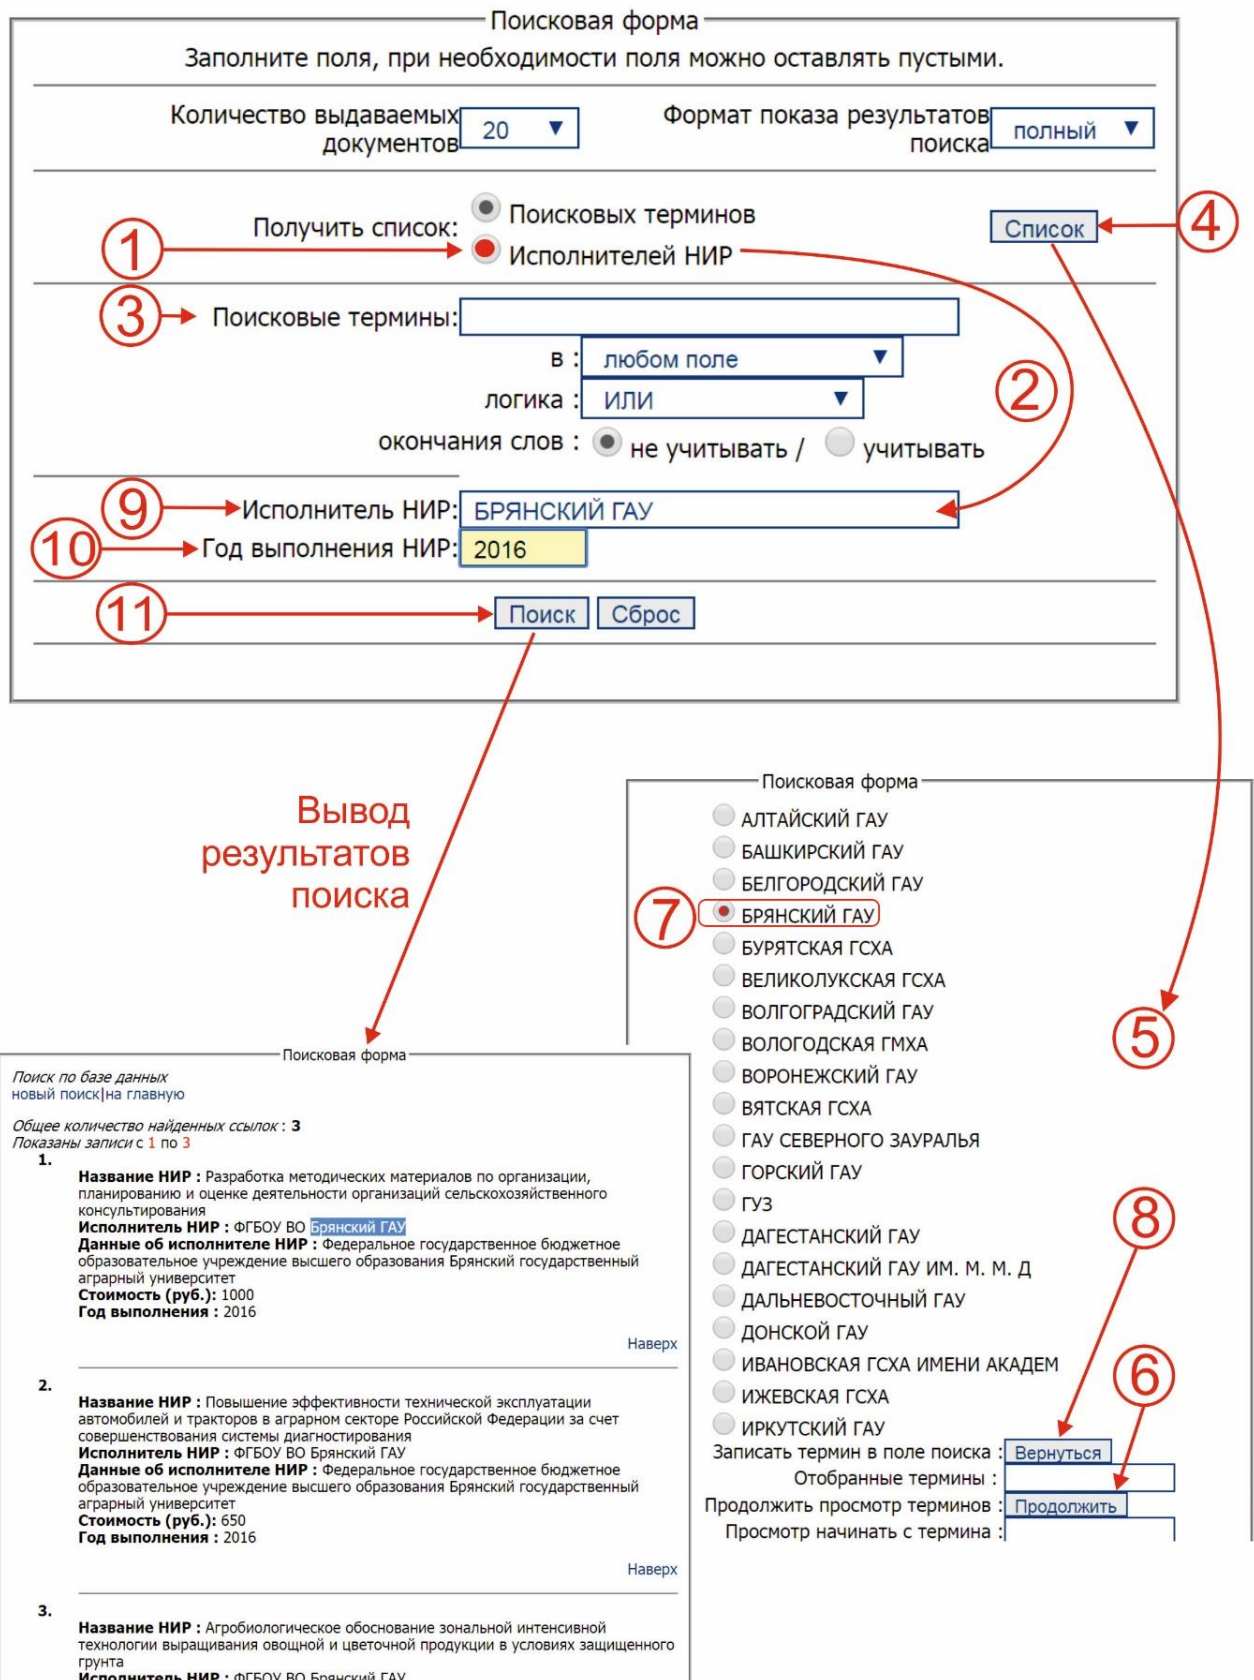 Поисковая форма
Заполните поля, при необходимости поля можно оставлять пустыми.
Количество выдаваемых документов 20
Формат показа результатов поиска полный
Получить список:
Поисковых терминов
Исполнителей НИР
Список
1
4
3
Поисковые термины:
в : любом поле
2
логика : ИЛИ
окончания слов : не учитывать / учитывать
9
Исполнитель НИР: БРЯНСКИЙ ГАУ
10
Год выполнения НИР: 2016
11
Поиск Сброс
Вывод
результатов
поиска
Поисковая форма
АЛТАЙСКИЙ ГАУ
БАШКИРСКИЙ ГАУ
БЕЛГОРОДСКИЙ ГАУ
7
БРЯНСКИЙ ГАУ
БУРЯТСКАЯ ГСХА
ВЕЛИКОЛУКСКАЯ ГСХА
ВОЛГОГРАДСКИЙ ГАУ
5
ВОЛОГОДСКАЯ ГМХА
ВОРОНЕЖСКИЙ ГАУ
ВЯТСКАЯ ГСХА
ГАУ СЕВЕРНОГО ЗАУРАЛЬЯ
ГОРСКИЙ ГАУ
ГУЗ
8
ДАГЕСТАНСКИЙ ГАУ
ДАГЕСТАНСКИЙ ГАУ ИМ. М. М. Д
ДАЛЬНЕВОСТОЧНЫЙ ГАУ
ДОНСКОЙ ГАУ
ИВАНОВСКАЯ ГСХА ИМЕНИ АКАДЕМ
6
ИЖЕВСКАЯ ГСХА
ИРКУТСКИЙ ГАУ
Записать термин в поле поиска : Вернуться
Отобранные термины :
Продолжить просмотр терминов : Продолжить
Просмотр начинать с термина :
Поисковая форма
Поиск по базе данных
новый поиск|на главную
Общее количество найденных ссылок : 3
Показаны записи с 1 по 3
1.
Название НИР : Разработка методических материалов по организации,
планированию и оценке деятельности организаций сельскохозяйственного
консультирования
Исполнитель НИР : ФГБОУ ВО Брянский ГАУ
Данные об исполнителе НИР : Федеральное государственное бюджетное
образовательное учреждение высшего образования Брянский государственный
аграрный университет
Стоимость (руб.): 1000
Год выполнения : 2016
Наверх
2.
Название НИР : Повышение эффективности технической эксплуатации
автомобилей и тракторов в аграрном секторе Российской Федерации за счет
совершенствования системы диагностирования
Исполнитель НИР : ФГБОУ ВО Брянский ГАУ
Данные об исполнителе НИР : Федеральное государственное бюджетное
образовательное учреждение высшего образования Брянский государственный
аграрный университет
Стоимость (руб.): 650
Год выполнения : 2016
Наверх
3.
Название НИР : Агробиологическое обоснование зональной интенсивной
технологии выращивания овощной и цветочной продукции в условиях защищенного
грунта
Исполнитель НИР : ФГБОУ ВО Брянский ГАУ